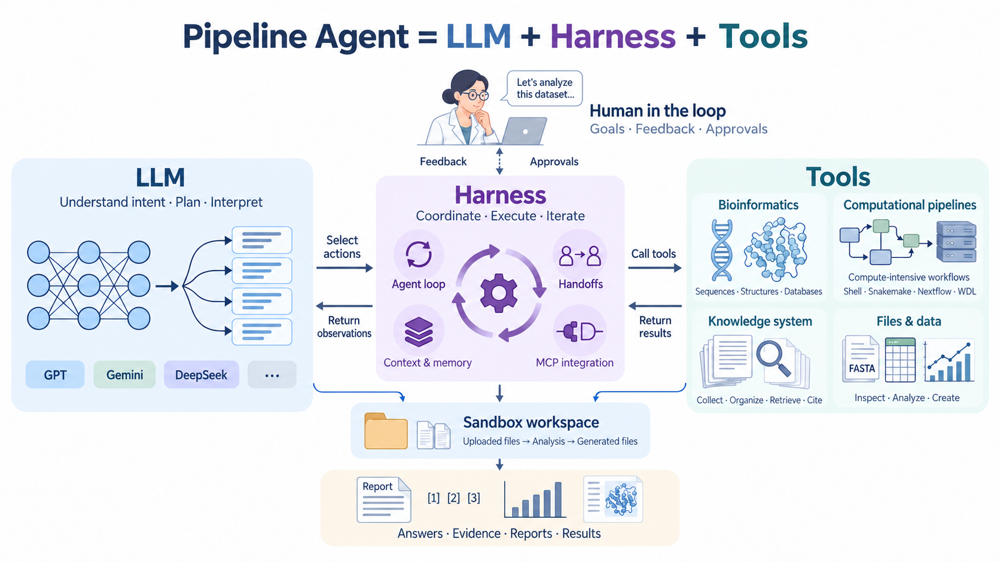 Pipeline Agent = LLM + Harness + Tools
Let's analyze
this dataset...
Human in the loop
Goals · Feedback · Approvals
Feedback
Approvals
LLM
Understand intent · Plan · Interpret
GPT
Gemini
DeepSeek
...
Select
actions
Return
observations
Harness
Coordinate · Execute · Iterate
Agent loop
Handoffs
Context & memory
MCP integration
Call tools
Return
results
Tools
Bioinformatics
Sequences · Structures · Databases
Computational pipelines
Compute-intensive workflows
Shell · Snakemake · Nextflow · WDL
Knowledge system
Collect · Organize · Retrieve · Cite
Files & data
FASTA
Inspect · Analyze · Create
Sandbox workspace
Uploaded files → Analysis → Generated files
Report
[1] [2] [3]
Answers · Evidence · Reports · Results